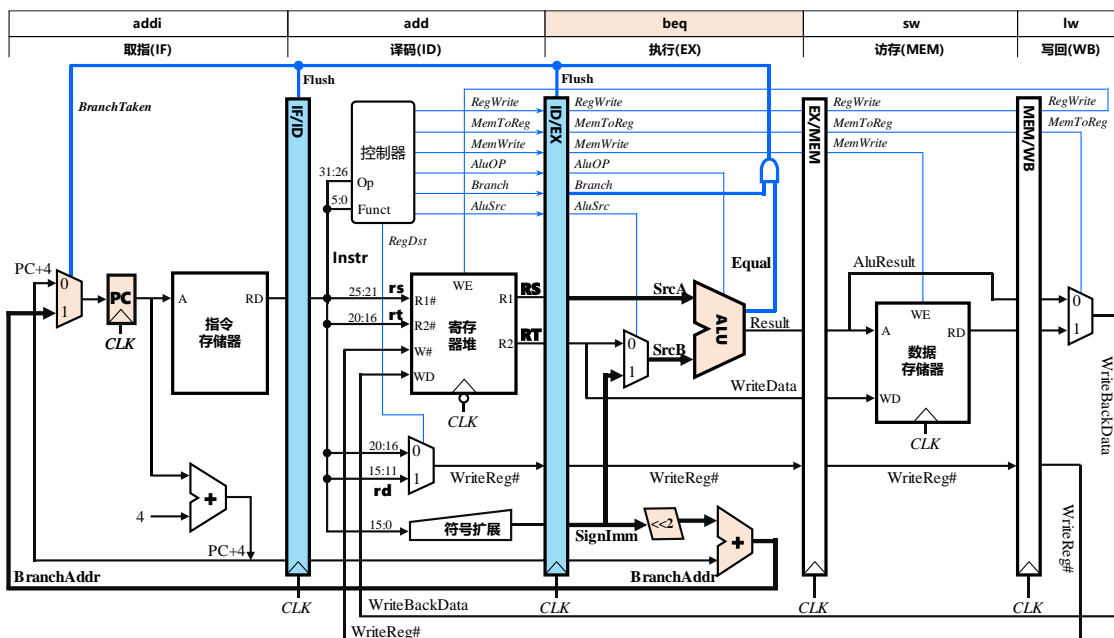 addi add beq sw lw
取指(IF) 译码(ID) 执行(EX) 访存(MEM) 写回(WB)
Flush Flush
BranchTaken
IF/ID
ID/EX
EX/MEM
MEM/WB
控制器
Op
Funct
31:26
5:0
RegWrite RegWrite RegWrite RegWrite
MemToReg MemToReg MemToReg MemToReg
MemWrite MemWrite MemWrite
AluOP AluOP
Branch Branch
AluSrc AluSrc
RegDst
Instr
Equal
PC+4
0
1
PC
CLK
A RD
指令
存储器
25:21 rs
20:16 rt
WE
R1# R1
R2# R2
W#
WD
寄存
器堆
CLK
RS
RT
0
1
SrcA
SrcB
ALU
Result
AluResult
WE
A RD
数据
存储器
WD
CLK
0
1
WriteData
WriteBackData
20:16 0
15:11 1
rd
WriteReg# WriteReg# WriteReg#
4
+
PC+4
15:0
符号扩展
SignImm
<<2
+
BranchAddr BranchAddr
CLK CLK CLK CLK
WriteBackData
WriteReg#
WriteReg#